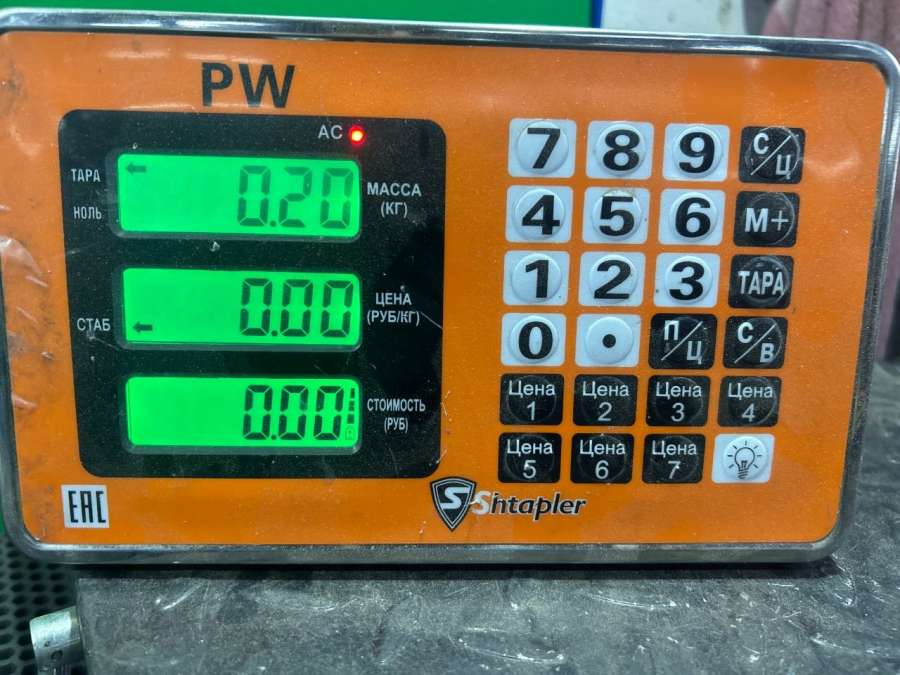 PW
AC
ТАРА
НОЛЬ
0.20
МАССА
(КГ)
СТАБ
0.00
ЦЕНА
(РУБ/КГ)
0.00
СТОИМОСТЬ
(РУБ)
7 8 9 С/Ц
4 5 6 М+
1 2 3 ТАРА
0 . П/Ц С/В
Цена 1 Цена 2 Цена 3 Цена 4
Цена 5 Цена 6 Цена 7
EAC
S Shtapler